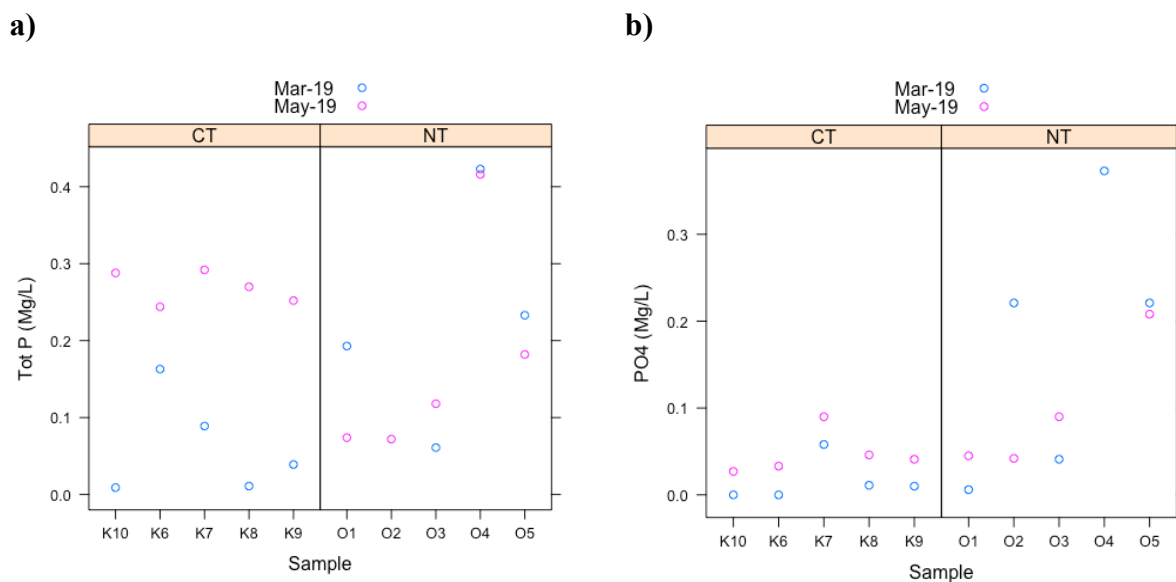 a)
Mar-19
May-19
CT NT
0.4
0.3
0.2
0.1
0.0
Tot P (Mg/L)
K10 K6 K7 K8 K9 O1 O2 O3 O4 O5
Sample
b)
Mar-19
May-19
CT NT
0.3
0.2
0.1
0.0
PO4 (Mg/L)
K10 K6 K7 K8 K9 O1 O2 O3 O4 O5
Sample